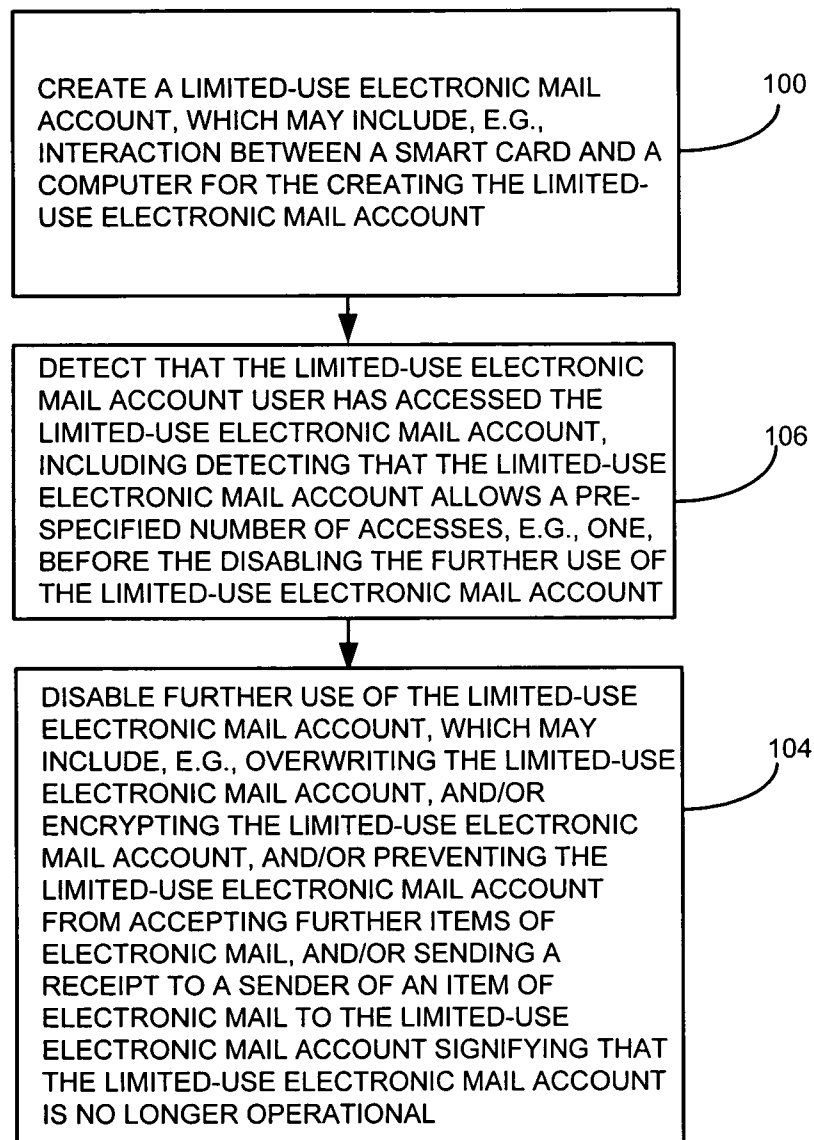 CREATE A LIMITED-USE ELECTRONIC MAIL
ACCOUNT, WHICH MAY INCLUDE, E.G.,
INTERACTION BETWEEN A SMART CARD AND A
COMPUTER FOR THE CREATING THE LIMITED-
USE ELECTRONIC MAIL ACCOUNT
100
DETECT THAT THE LIMITED-USE ELECTRONIC
MAIL ACCOUNT USER HAS ACCESSED THE
LIMITED-USE ELECTRONIC MAIL ACCOUNT,
INCLUDING DETECTING THAT THE LIMITED-USE
ELECTRONIC MAIL ACCOUNT ALLOWS A PRE-
SPECIFIED NUMBER OF ACCESSES, E.G., ONE,
BEFORE THE DISABLING THE FURTHER USE OF
THE LIMITED-USE ELECTRONIC MAIL ACCOUNT
106
DISABLE FURTHER USE OF THE LIMITED-USE
ELECTRONIC MAIL ACCOUNT, WHICH MAY
INCLUDE, E.G., OVERWRITING THE LIMITED-USE
ELECTRONIC MAIL ACCOUNT, AND/OR
ENCRYPTING THE LIMITED-USE ELECTRONIC
MAIL ACCOUNT, AND/OR PREVENTING THE
LIMITED-USE ELECTRONIC MAIL ACCOUNT
FROM ACCEPTING FURTHER ITEMS OF
ELECTRONIC MAIL, AND/OR SENDING A
RECEIPT TO A SENDER OF AN ITEM OF
ELECTRONIC MAIL TO THE LIMITED-USE
ELECTRONIC MAIL ACCOUNT SIGNIFYING THAT
THE LIMITED-USE ELECTRONIC MAIL ACCOUNT
IS NO LONGER OPERATIONAL
104